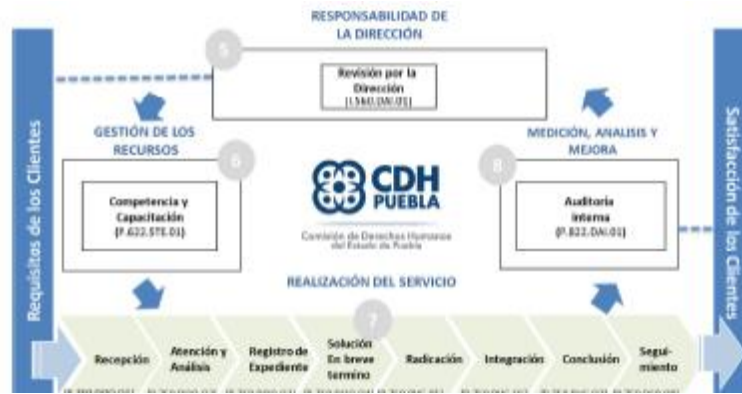 RESPONSABILIDAD DE
LA DIRECCIÓN
5
Revisión por la
Dirección
(I.560.DAI.01)
GESTIÓN DE LOS
RECURSOS
6
Competencia y
Capacitación
(P.622.STE.01)
MEDICIÓN, ANALISIS Y
MEJORA
8
Auditoria
interna
(P.822.DAI.01)
CDH
PUEBLA
Comisión de Derechos Humanos
del Estado de Puebla
Requisitos de los Clientes
Satisfacción de los Clientes
REALIZACIÓN DEL SERVICIO
7
Recepción
Atención y
Análisis
Registro de
Expediente
Solución
En breve
termino
Radicación
Integración
Conclusión
Segui-
miento